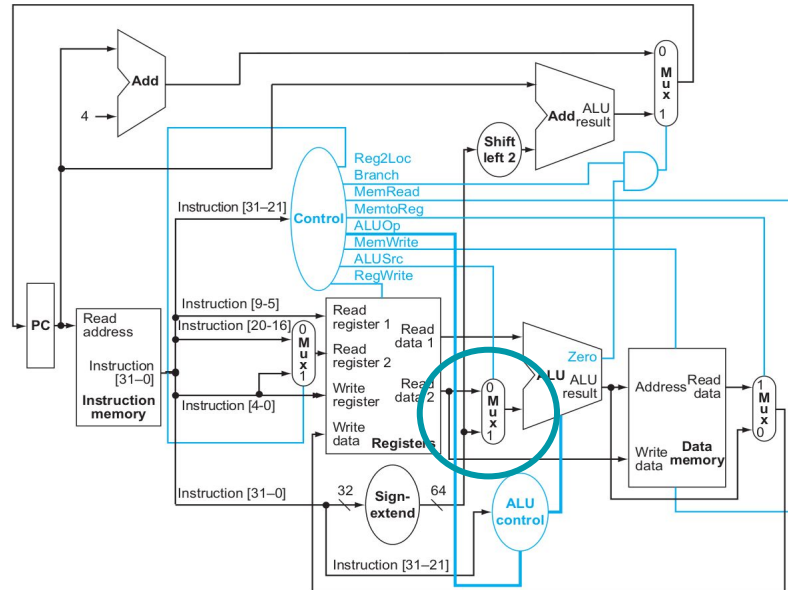 0
M
u
x
1
Add
4
Add ALU
result
Shift
left 2
Reg2Loc
Branch
MemRead
MemtoReg
ALUOp
MemWrite
ALUSrc
RegWrite
Control
Instruction [31–21]
Instruction [9-5]
Instruction [20-16]
Instruction [4-0]
Instruction [31–0]
PC
Read
address
Instruction
[31–0]
Instruction
memory
0
M
u
x
1
Read
register 1
Read
register 2
Write
register
Write
data
Read
data 1
Read
data 2
Registers
0
M
u
x
1
Zero
ALU
ALU
result
Address
Read
data
Write
data
Data
memory
1
M
u
x
0
32
Sign-
extend
64
ALU
control
Instruction [31–21]